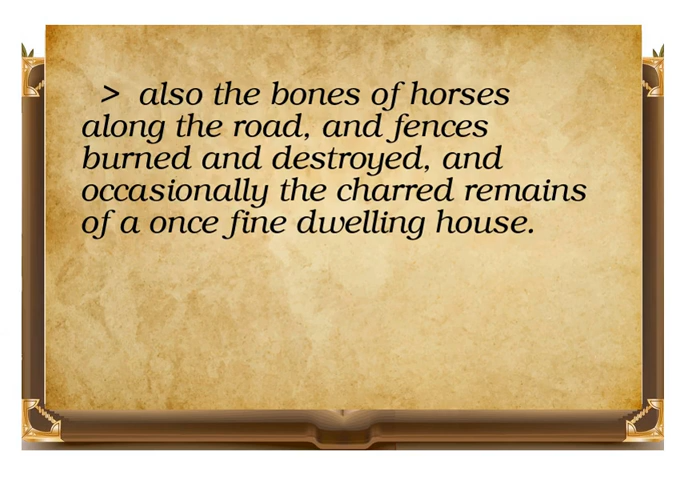 > also the bones of horses
along the road, and fences
burned and destroyed, and
occasionally the charred remains
of a once fine dwelling house.